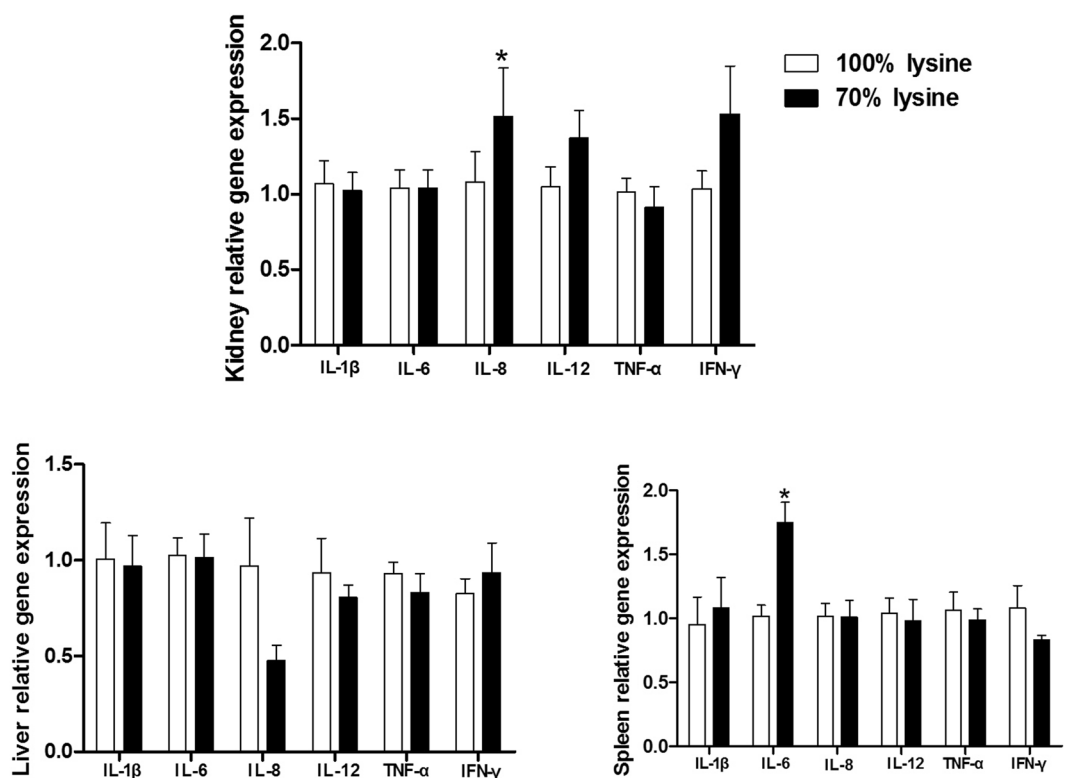 Kidney relative gene expression
2.0
1.5
1.0
0.5
0.0
*
IL-1β IL-6 IL-8 IL-12 TNF-α IFN-γ
100% lysine
70% lysine
Liver relative gene expression
1.5
1.0
0.5
0.0
IL-1β IL-6 IL-8 IL-12 TNF-α IFN-γ
Spleen relative gene expression
2.0
1.5
1.0
0.5
0.0
*
IL-1β IL-6 IL-8 IL-12 TNF-α IFN-γ